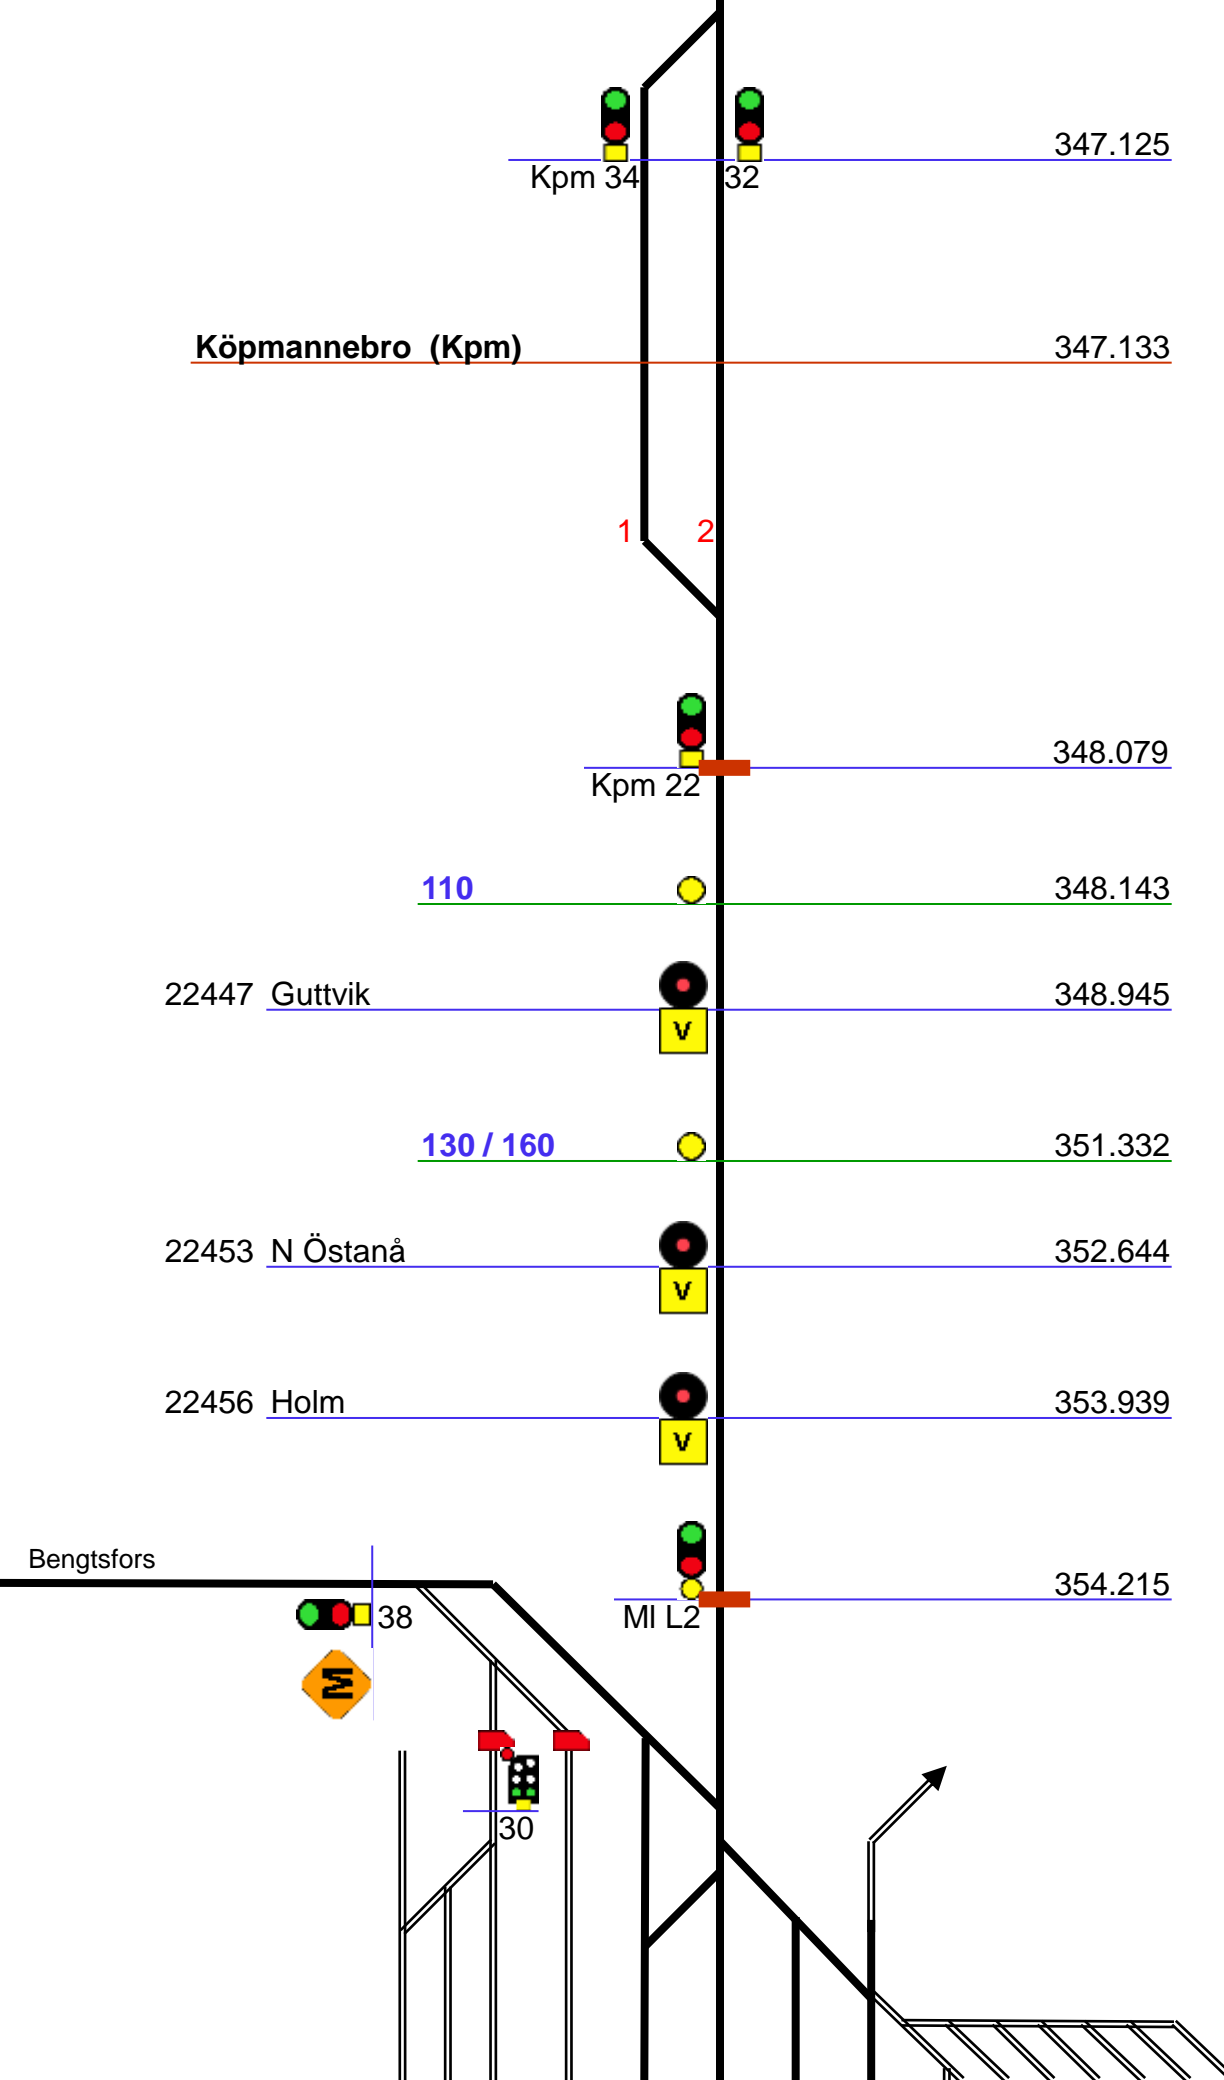 347.125
Kpm 34 32
Köpmannebro (Kpm) 347.133
1 2
348.079
Kpm 22
110 348.143
22447 Guttvik 348.945
V
130 / 160 351.332
22453 N Östanå 352.644
V
22456 Holm 353.939
V
Bengtsfors
354.215
38 Ml L2
M
30